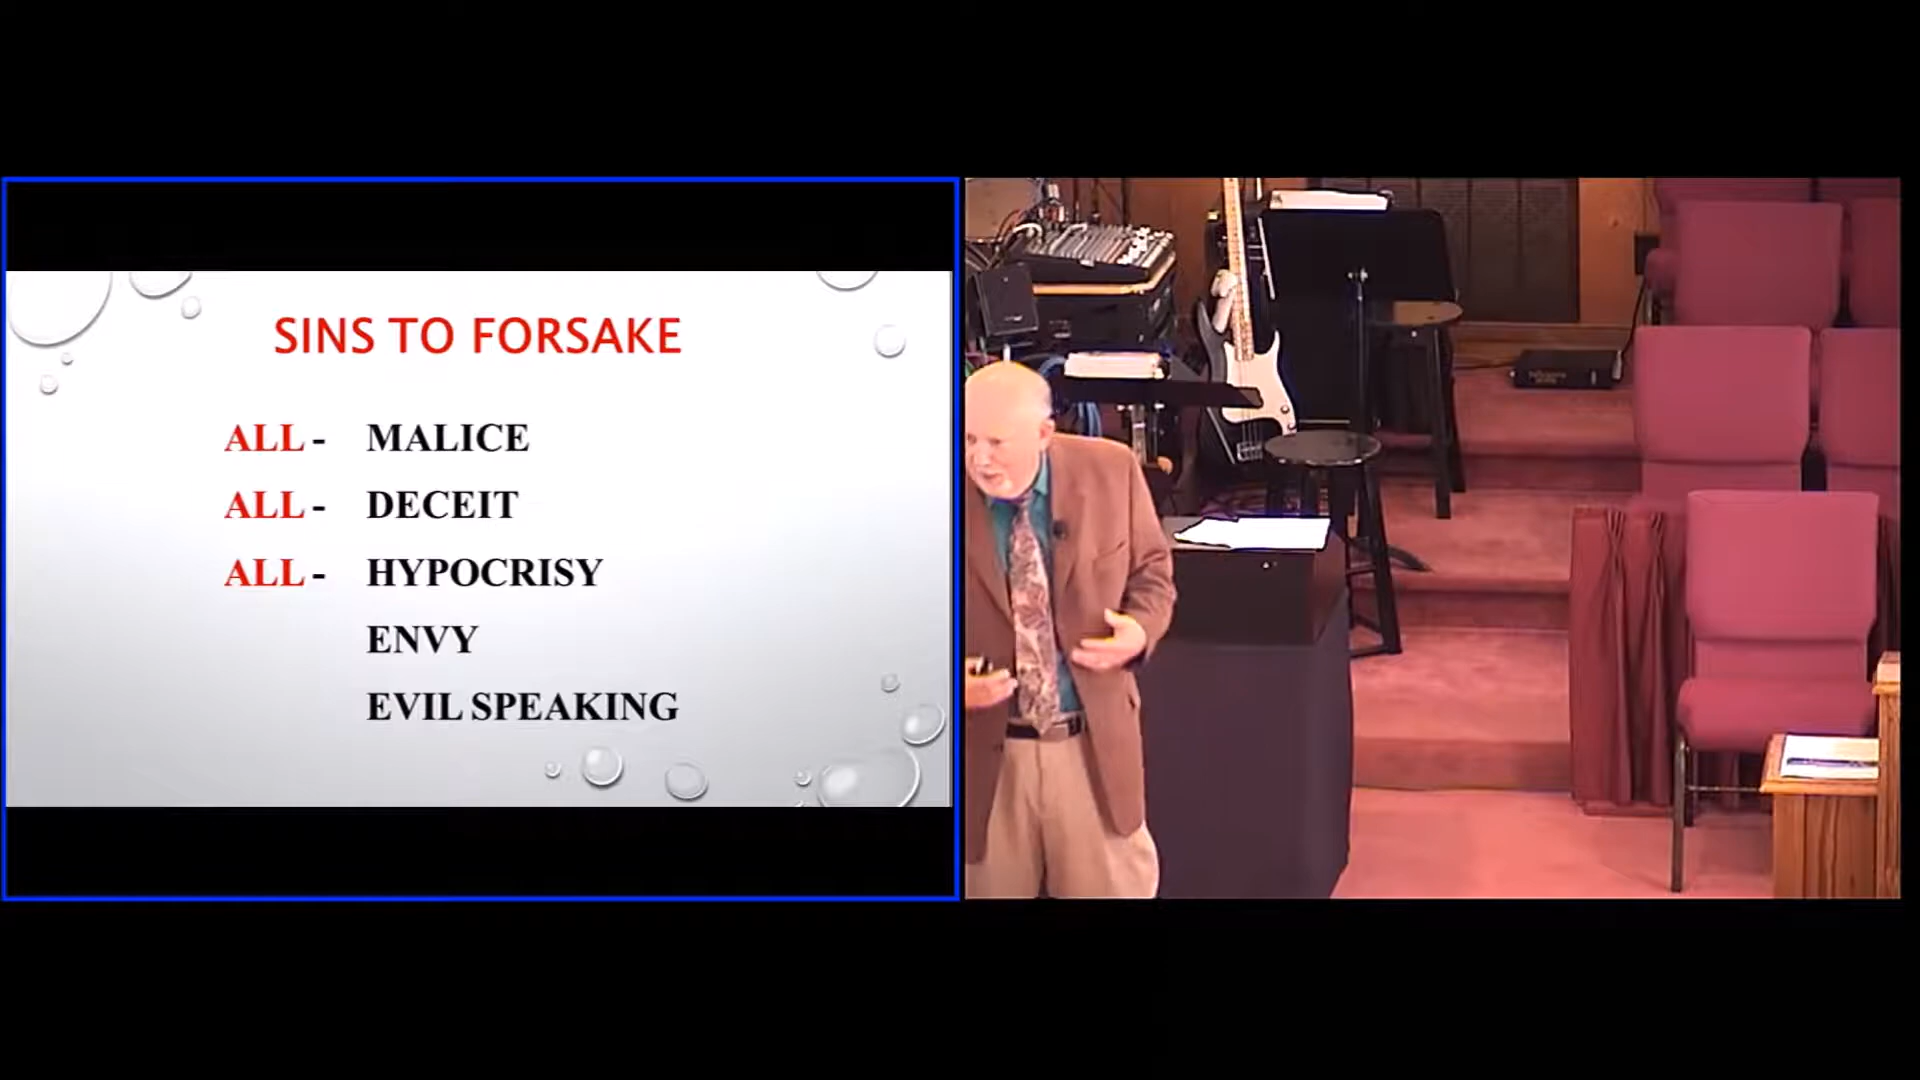 SINS TO FORSAKE
ALL - MALICE
ALL - DECEIT
ALL - HYPOCRISY
ENVY
EVIL SPEAKING